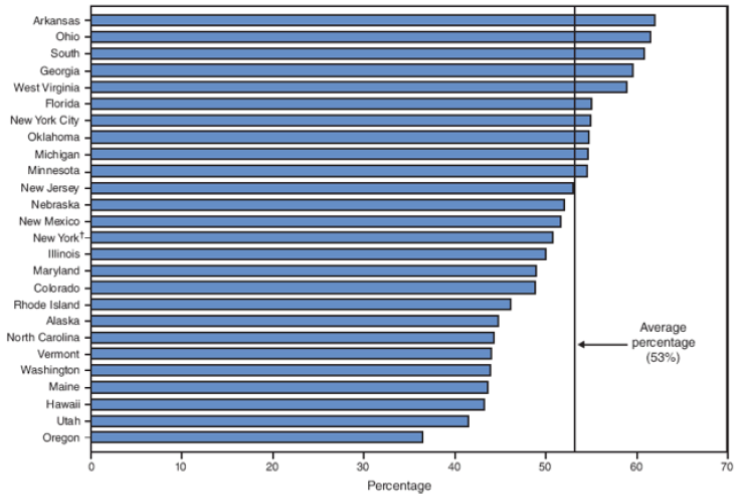 Arkansas
Ohio
South
Georgia
West Virginia
Florida
New York City
Oklahoma
Michigan
Minnesota
New Jersey
Nebraska
New Mexico
New York†
Illinois
Maryland
Colorado
Rhode Island
Alaska
North Carolina
Vermont
Washington
Maine
Hawaii
Utah
Oregon
Average
percentage
(53%)
0 10 20 30 40 50 60 70
Percentage